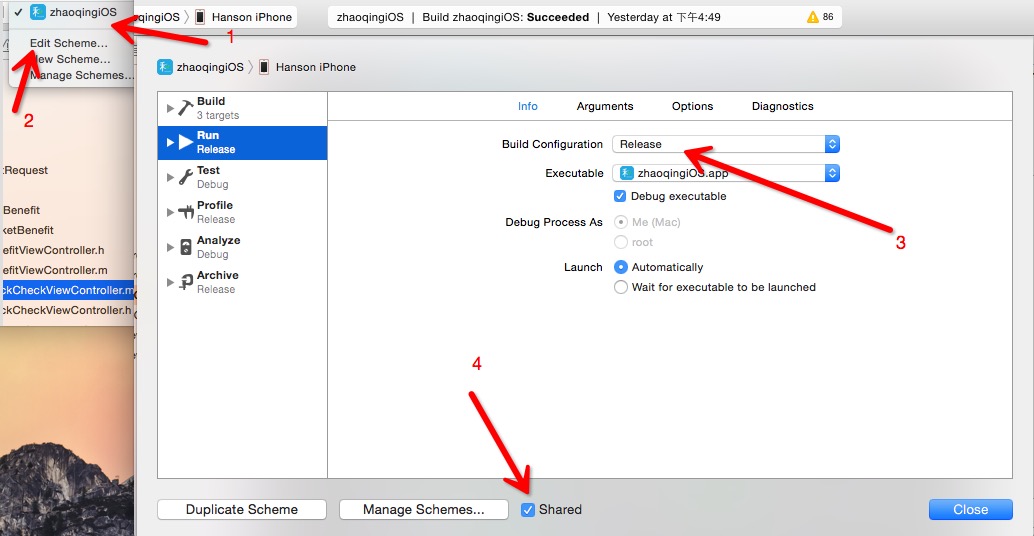 zhaoqingiOS
Edit Scheme...
New Scheme...
Manage Schemes...
1
2
qingiOS Hanson iPhone
zhaoqingiOS | Build zhaoqingiOS: Succeeded | Yesterday at 下午4:49
86
tRequest
Benefit
ketBenefit
efitViewController.h
efitViewController.m
ckCheckViewController.m
ckCheckViewController.h
zhaoqingiOS Hanson iPhone
Build
3 targets
Run
Release
Test
Debug
Profile
Release
Analyze
Debug
Archive
Release
Info Arguments Options Diagnostics
Build Configuration Release
Executable zhaoqingiOS.app
Debug executable
Debug Process As Me (Mac)
root
Launch Automatically
Wait for executable to be launched
3
4
Duplicate Scheme Manage Schemes... Shared Close